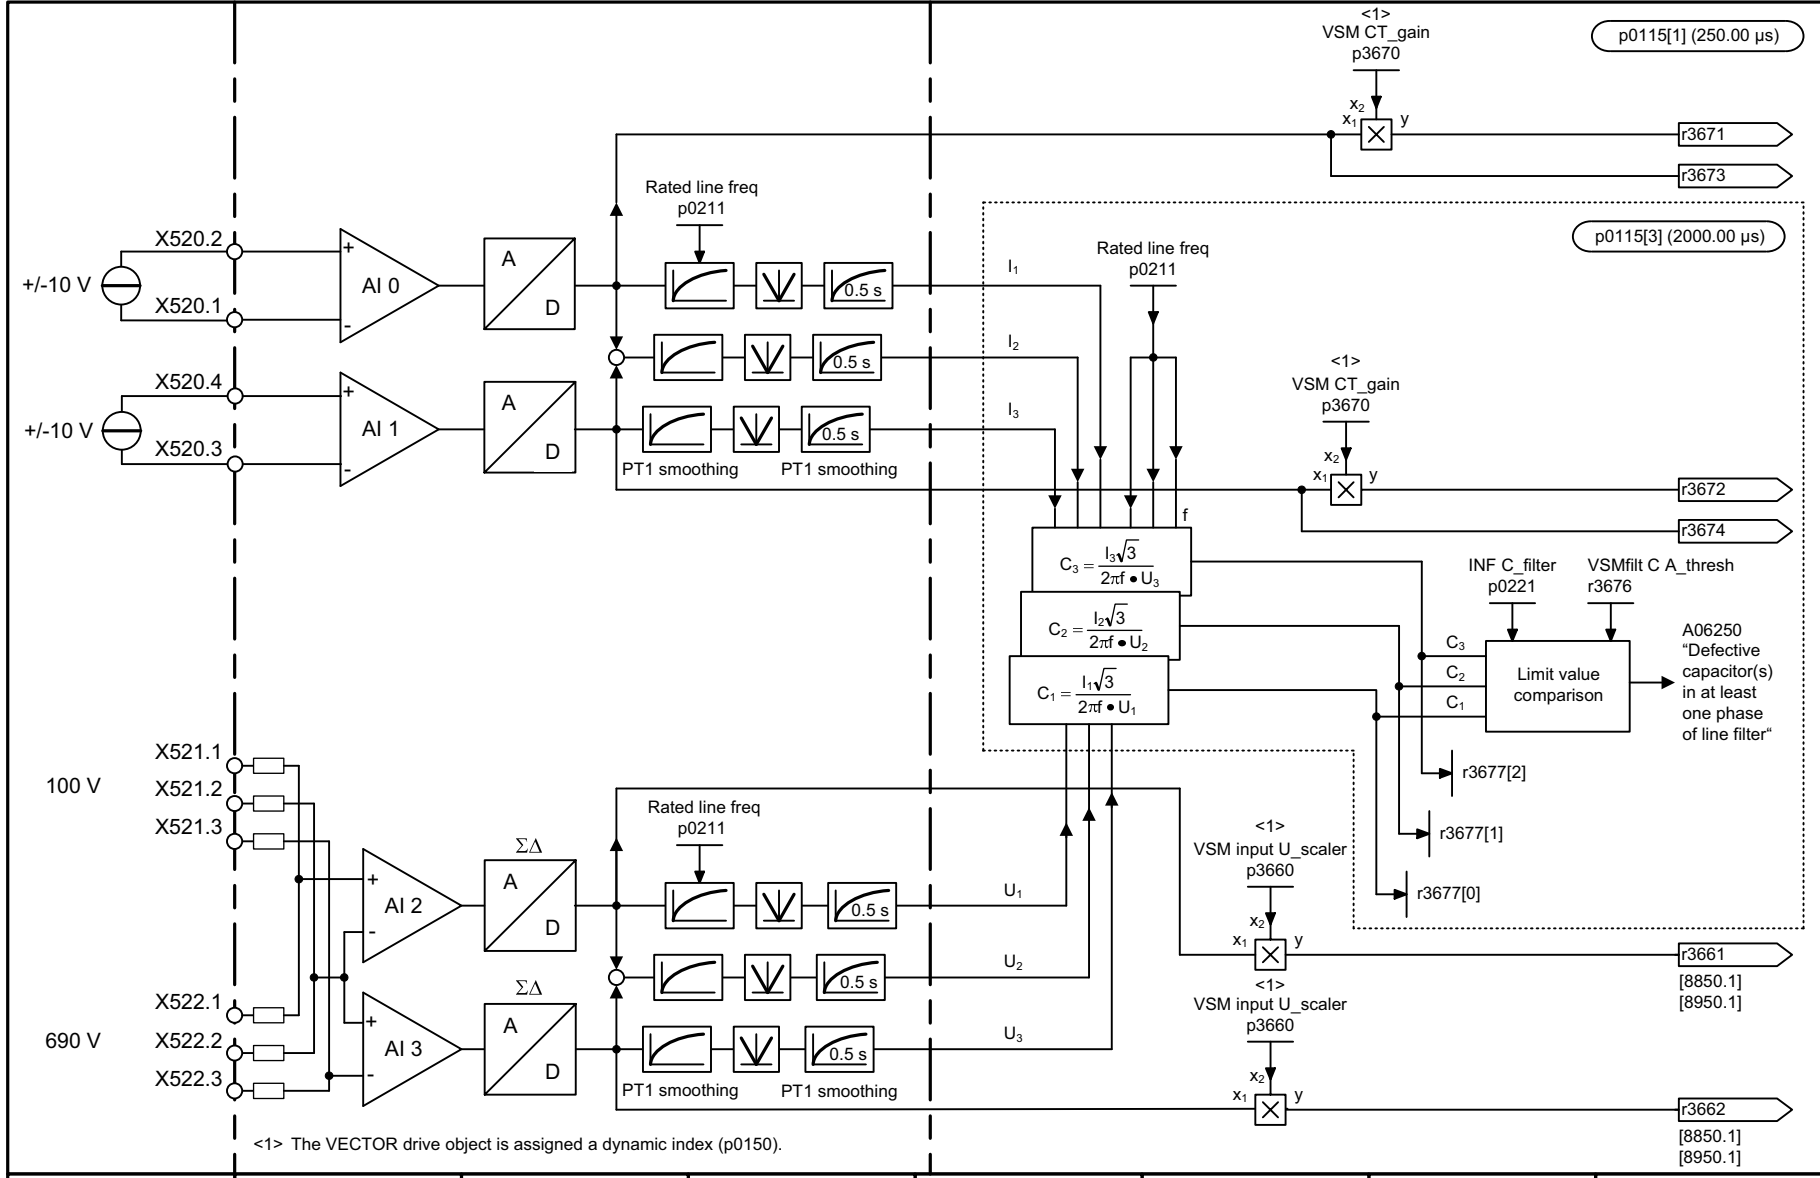 <1>
VSM CT_gain
p3670
p0115[1] (250.00 µs)
x2
x1
y
r3671
r3673
Rated line freq
p0211
p0115[3] (2000.00 µs)
X520.2
+/-10 V
X520.1
+
-
AI 0
A
D
0.5 s
I1
Rated line freq
p0211
0.5 s
I2
X520.4
+/-10 V
X520.3
+
-
AI 1
A
D
0.5 s
I3
PT1 smoothing
PT1 smoothing
<1>
VSM CT_gain
p3670
x2
x1
y
r3672
r3674
f
C3 = I3√3 / 2πf • U3
C2 = I2√3 / 2πf • U2
C1 = I1√3 / 2πf • U1
INF C_filter
p0221
VSMfilt C A_thresh
r3676
C3
C2
C1
Limit value
comparison
A06250
“Defective
capacitor(s)
in at least
one phase
of line filter“
r3677[2]
r3677[1]
r3677[0]
100 V
X521.1
X521.2
X521.3
690 V
X522.1
X522.2
X522.3
+
-
AI 2
ΣΔ
A
D
Rated line freq
p0211
0.5 s
U1
0.5 s
U2
+
-
AI 3
ΣΔ
A
D
0.5 s
U3
PT1 smoothing
PT1 smoothing
<1>
VSM input U_scaler
p3660
x2
x1
y
r3661
[8850.1]
[8950.1]
<1>
VSM input U_scaler
p3660
x2
x1
y
r3662
[8850.1]
[8950.1]
<1> The VECTOR drive object is assigned a dynamic index (p0150).